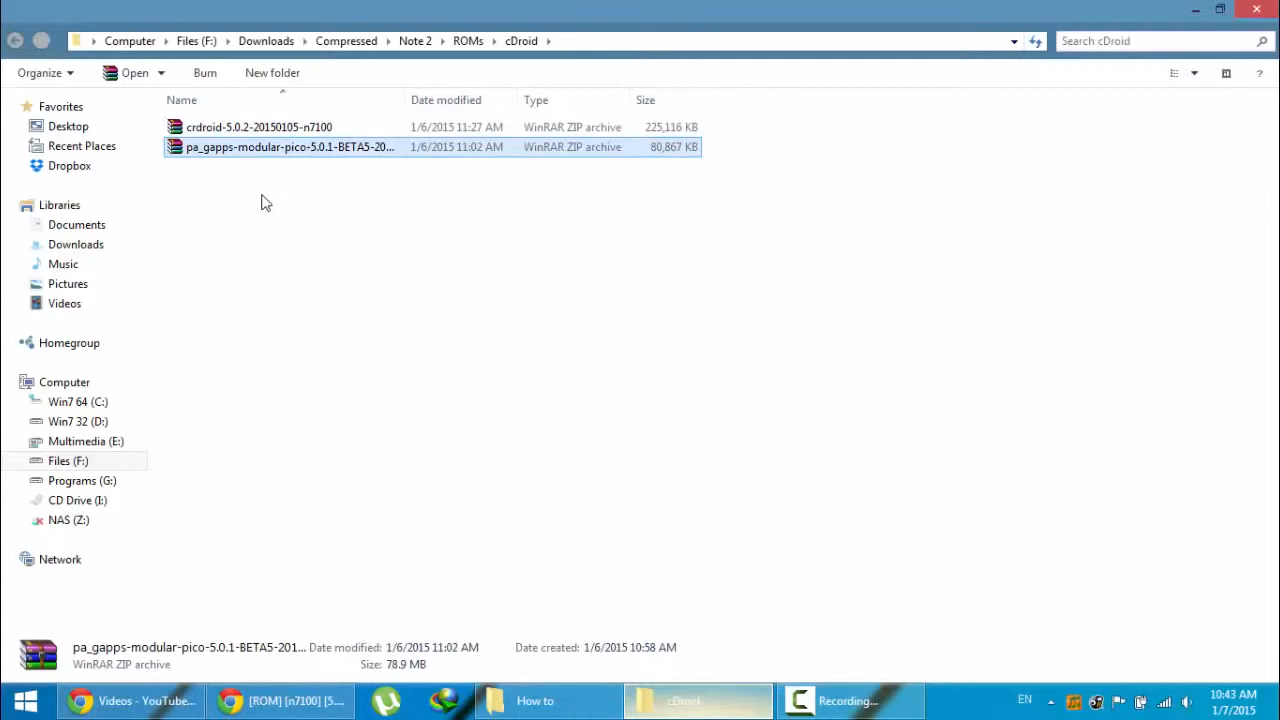 Computer Files (F:) Downloads Compressed Note 2 ROMs cDroid Search cDroid
Organize Open Burn New folder
Name Date modified Type Size
crdroid-5.0.2-20150105-n7100 1/6/2015 11:27 AM WinRAR ZIP archive 225,116 KB
pa_gapps-modular-pico-5.0.1-BETA5-20... 1/6/2015 11:02 AM WinRAR ZIP archive 80,867 KB
Favorites
Desktop
Recent Places
Dropbox
Libraries
Documents
Downloads
Music
Pictures
Videos
Homegroup
Computer
Win7 64 (C:)
Win7 32 (D:)
Multimedia (E:)
Files (F:)
Programs (G:)
CD Drive (I:)
NAS (Z:)
Network
pa_gapps-modular-pico-5.0.1-BETA5-201... Date modified: 1/6/2015 11:02 AM Date created: 1/6/2015 10:58 AM
WinRAR ZIP archive Size: 78.9 MB
Videos - YouTube... [ROM] [n7100] [5.... How to cDroid Recording... EN 10:43 AM
1/7/2015